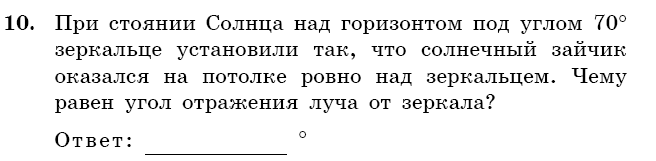 10. При стоянии Солнца над горизонтом под углом 70°
зеркальце установили так, что солнечный зайчик
оказался на потолке ровно над зеркальцем. Чему
равен угол отражения луча от зеркала?
Ответ: ____________ °